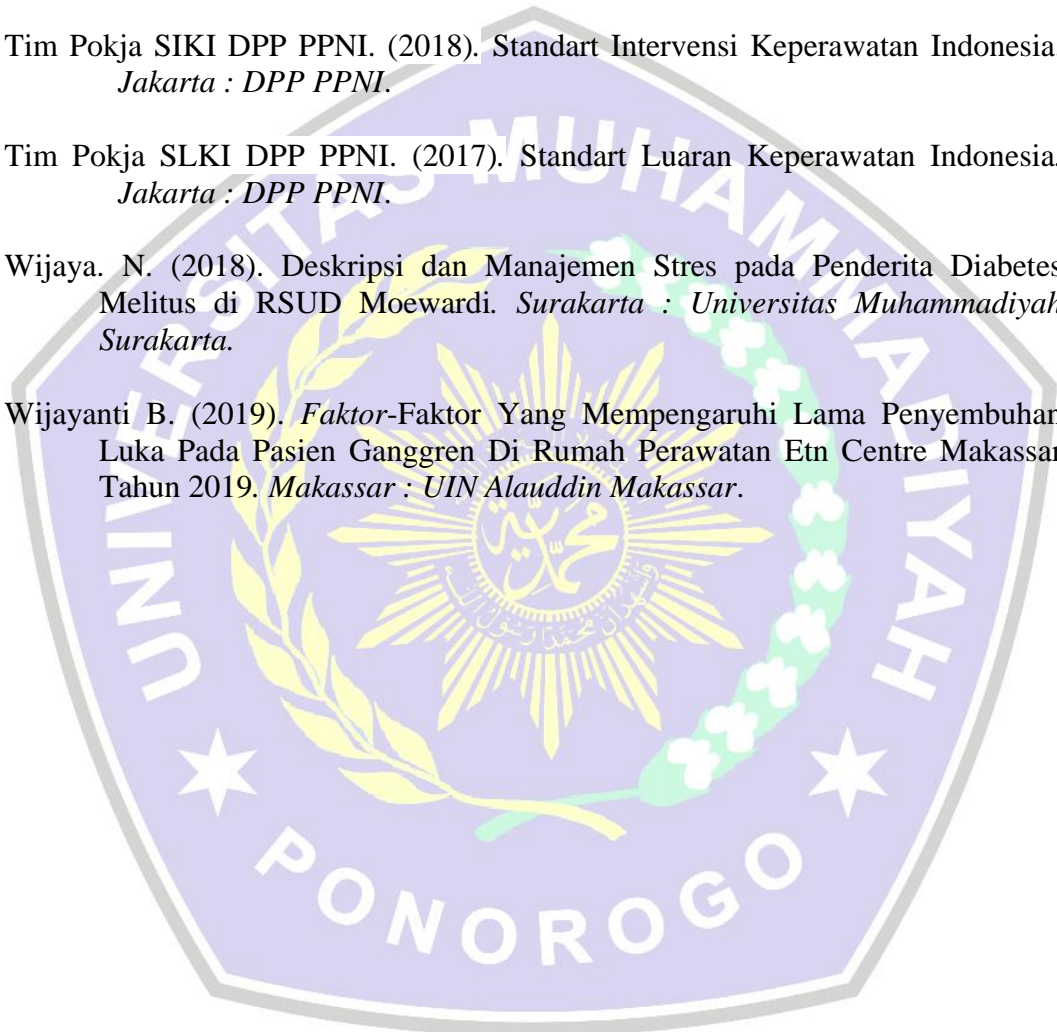 Tim Pokja SIKI DPP PPNI. (2018). Standart Intervensi Keperawatan Indonesia.
Jakarta : DPP PPNI.
Tim Pokja SLKI DPP PPNI. (2017). Standart Luaran Keperawatan Indonesia.
Jakarta : DPP PPNI.
Wijaya. N. (2018). Deskripsi dan Manajemen Stres pada Penderita Diabetes
Melitus di RSUD Moewardi. Surakarta : Universitas Muhammadiyah
Surakarta.
Wijayanti B. (2019). Faktor-Faktor Yang Mempengaruhi Lama Penyembuhan
Luka Pada Pasien Ganggren Di Rumah Perawatan Etn Centre Makassar
Tahun 2019. Makassar : UIN Alauddin Makassar.
UNIVERSITAS MUHAMMADIYAH
PONOROGO